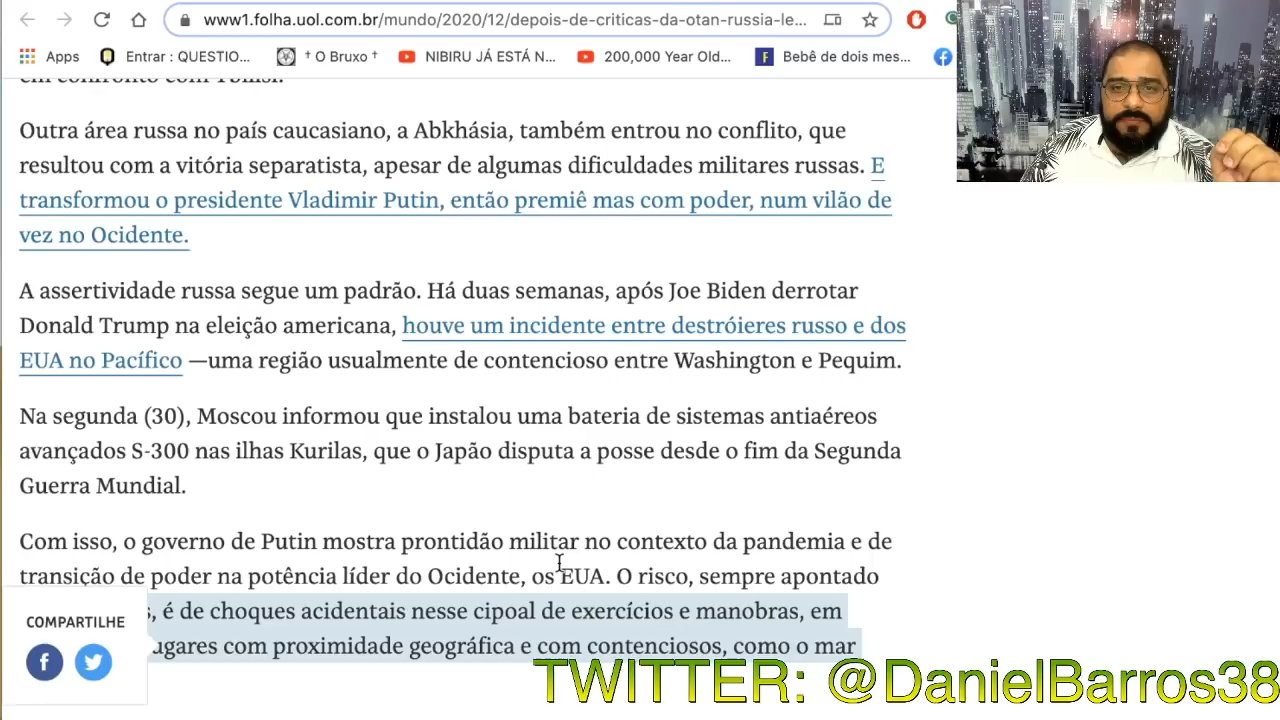 www1.folha.uol.com.br/mundo/2020/12/depois-de-criticas-da-otan-russia-le...
Apps Entrar : QUESTIO... † O Bruxo † NIBIRU JÁ ESTÁ N... 200,000 Year Old... Bebê de dois mes...
em confronto com Tbilisi.
Outra área russa no país caucasiano, a Abkhásia, também entrou no conflito, que
resultou com a vitória separatista, apesar de algumas dificuldades militares russas. E
transformou o presidente Vladimir Putin, então premiê mas com poder, num vilão de
vez no Ocidente.
A assertividade russa segue um padrão. Há duas semanas, após Joe Biden derrotar
Donald Trump na eleição americana, houve um incidente entre destróieres russo e dos
EUA no Pacífico —uma região usualmente de contencioso entre Washington e Pequim.
Na segunda (30), Moscou informou que instalou uma bateria de sistemas antiaéreos
avançados S-300 nas ilhas Kurilas, que o Japão disputa a posse desde o fim da Segunda
Guerra Mundial.
Com isso, o governo de Putin mostra prontidão militar no contexto da pandemia e de
transição de poder na potência líder do Ocidente, os EUA. O risco, sempre apontado
é de choques acidentais nesse cipoal de exercícios e manobras, em
ugares com proximidade geográfica e com contenciosos, como o mar
COMPARTILHE
TWITTER: @DanielBarros38